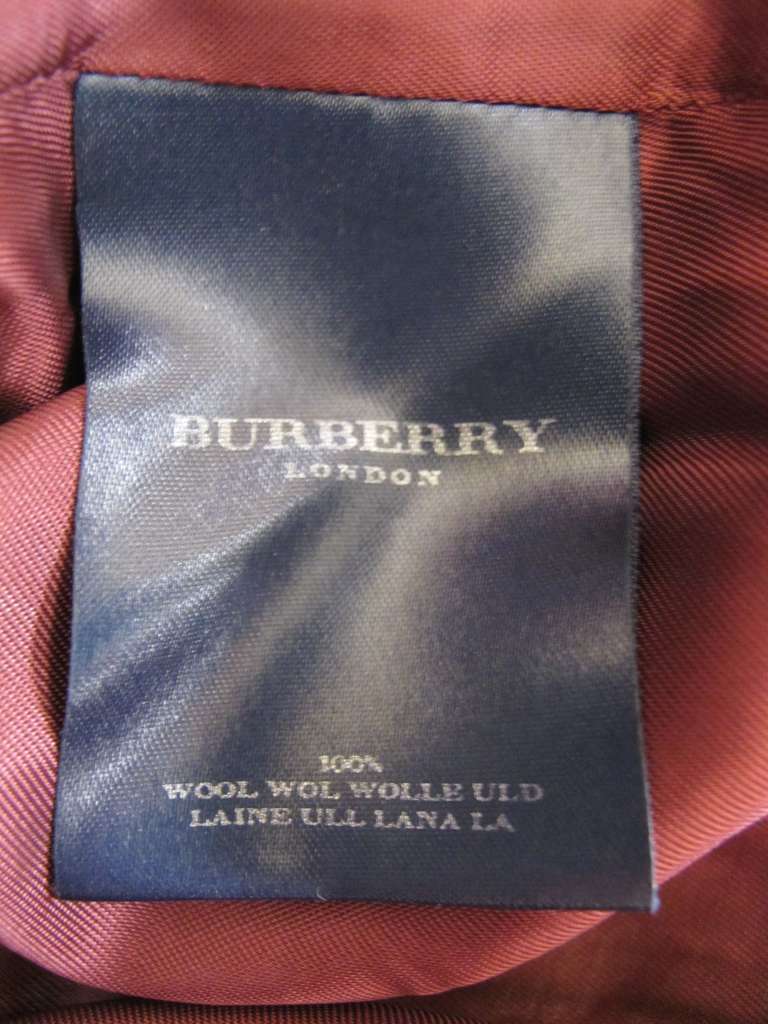 BURBERRY
LONDON
100%
WOOL WOL WOLLE ULD
LAINE ULL LANA LA